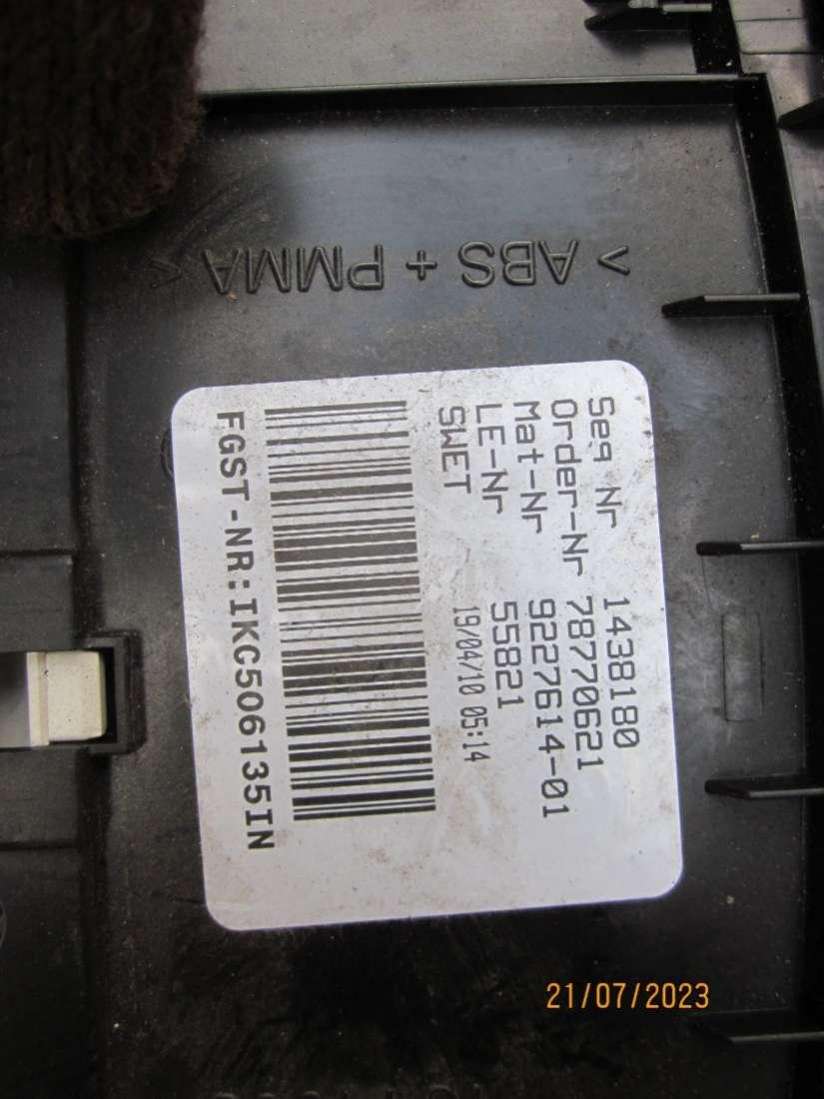 > ABS + PMMA <
Seq Nr 1438180
Order-Nr 78770621
Mat-Nr 9227614-01
LE-Nr 55821
SWET 19/04/10 05:14
FGST-NR:IKC506135IN
21/07/2023